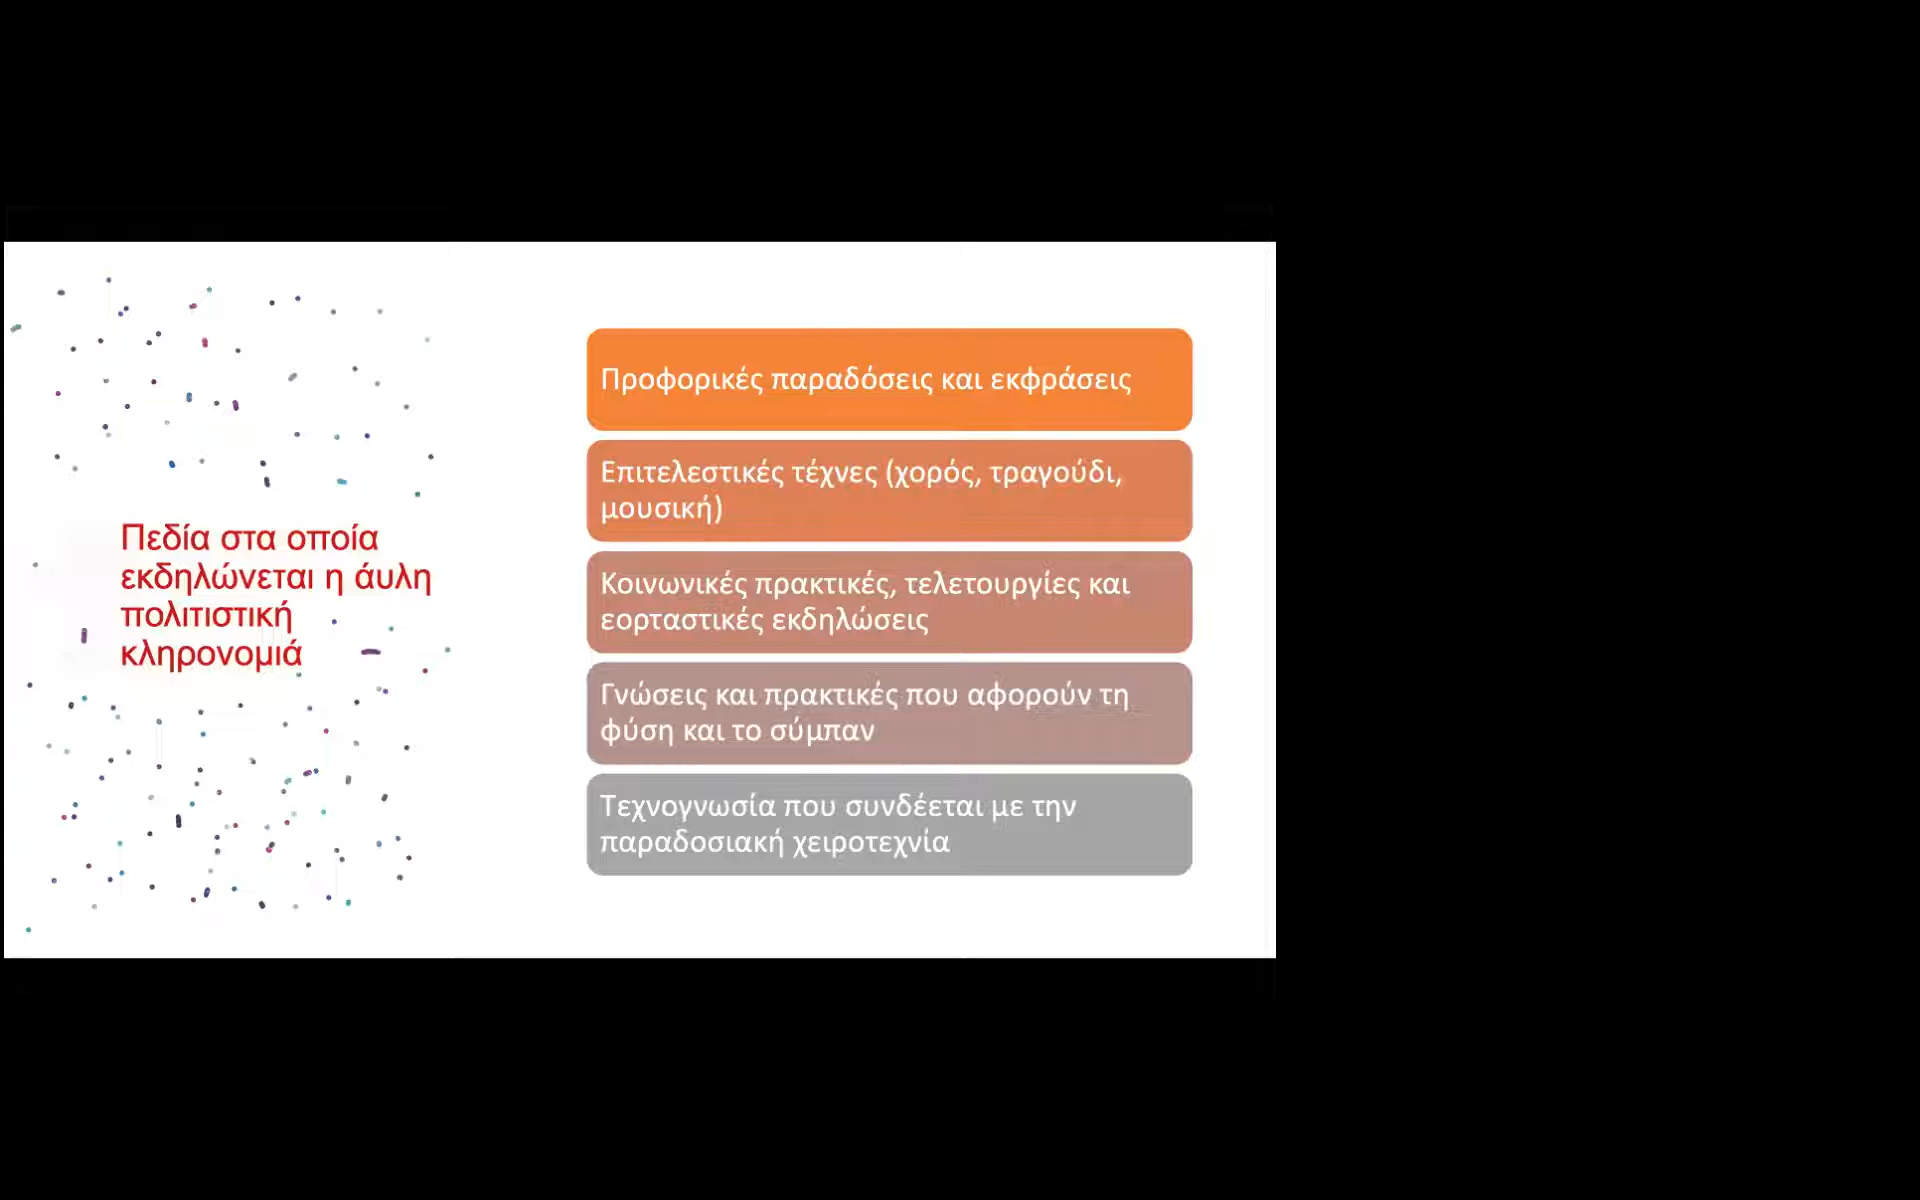 Πεδία στα οποία
εκδηλώνεται η άυλη
πολιτιστική
κληρονομιά
Προφορικές παραδόσεις και εκφράσεις
Επιτελεστικές τέχνες (χορός, τραγούδι,
μουσική)
Κοινωνικές πρακτικές, τελετουργίες και
εορταστικές εκδηλώσεις
Γνώσεις και πρακτικές που αφορούν τη
φύση και το σύμπαν
Τεχνογνωσία που συνδέεται με την
παραδοσιακή χειροτεχνία